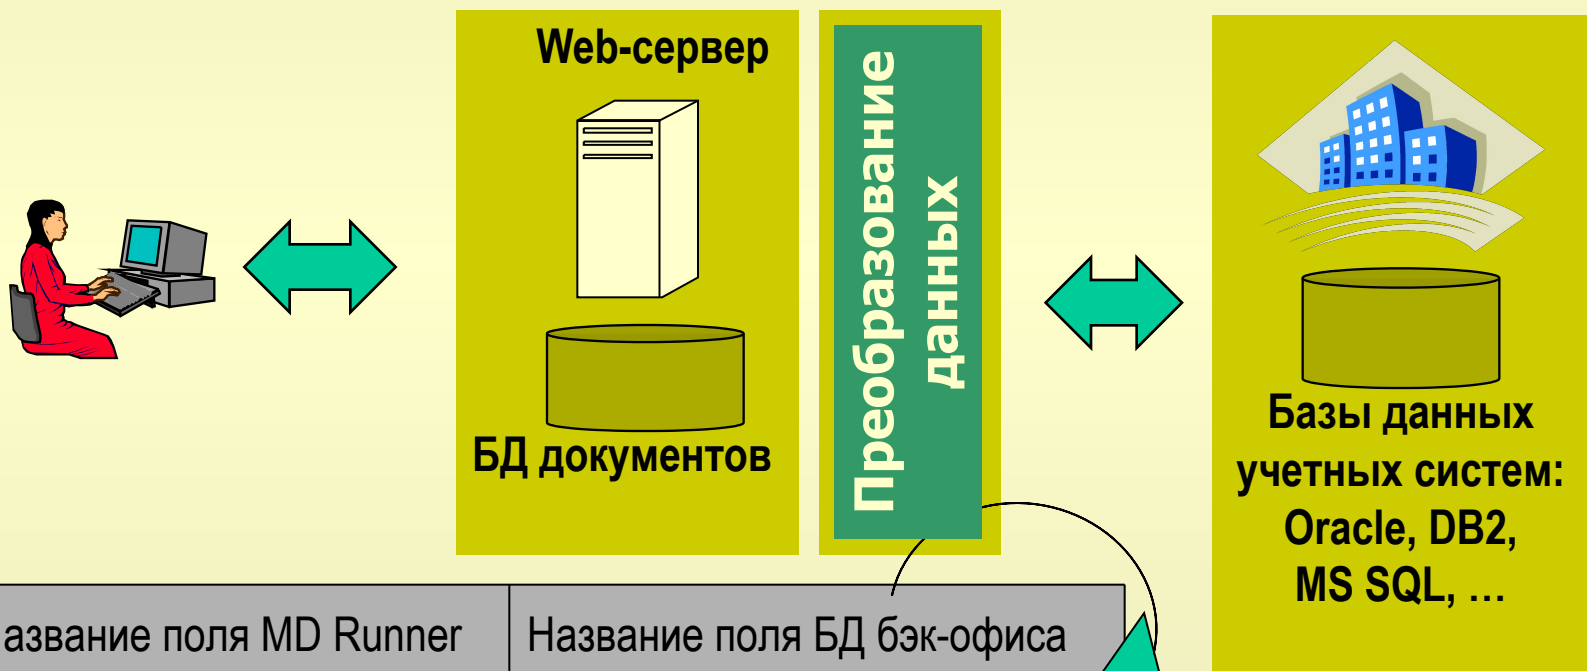 Web-сервер
БД документов
Преобразование
данных
Базы данных
учетных систем:
Oracle, DB2,
MS SQL, …
азвание поля MD Runner
Название поля БД бэк-офиса